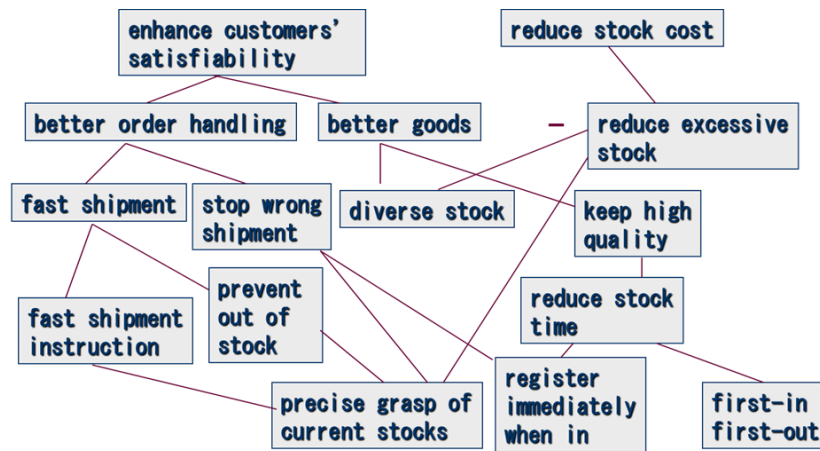 enhance customers'
satisfiability
reduce stock cost
better order handling
better goods
–
reduce excessive
stock
fast shipment
stop wrong
shipment
diverse stock
keep high
quality
fast shipment
instruction
prevent
out of
stock
reduce stock
time
precise grasp of
current stocks
register
immediately
when in
first-in
first-out